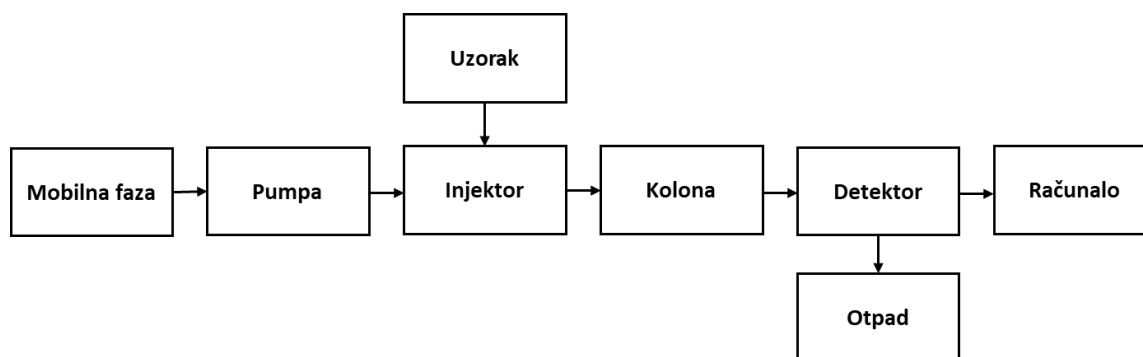 Uzorak
Mobilna faza
Pumpa
Injektor
Kolona
Detektor
Računalo
Otpad